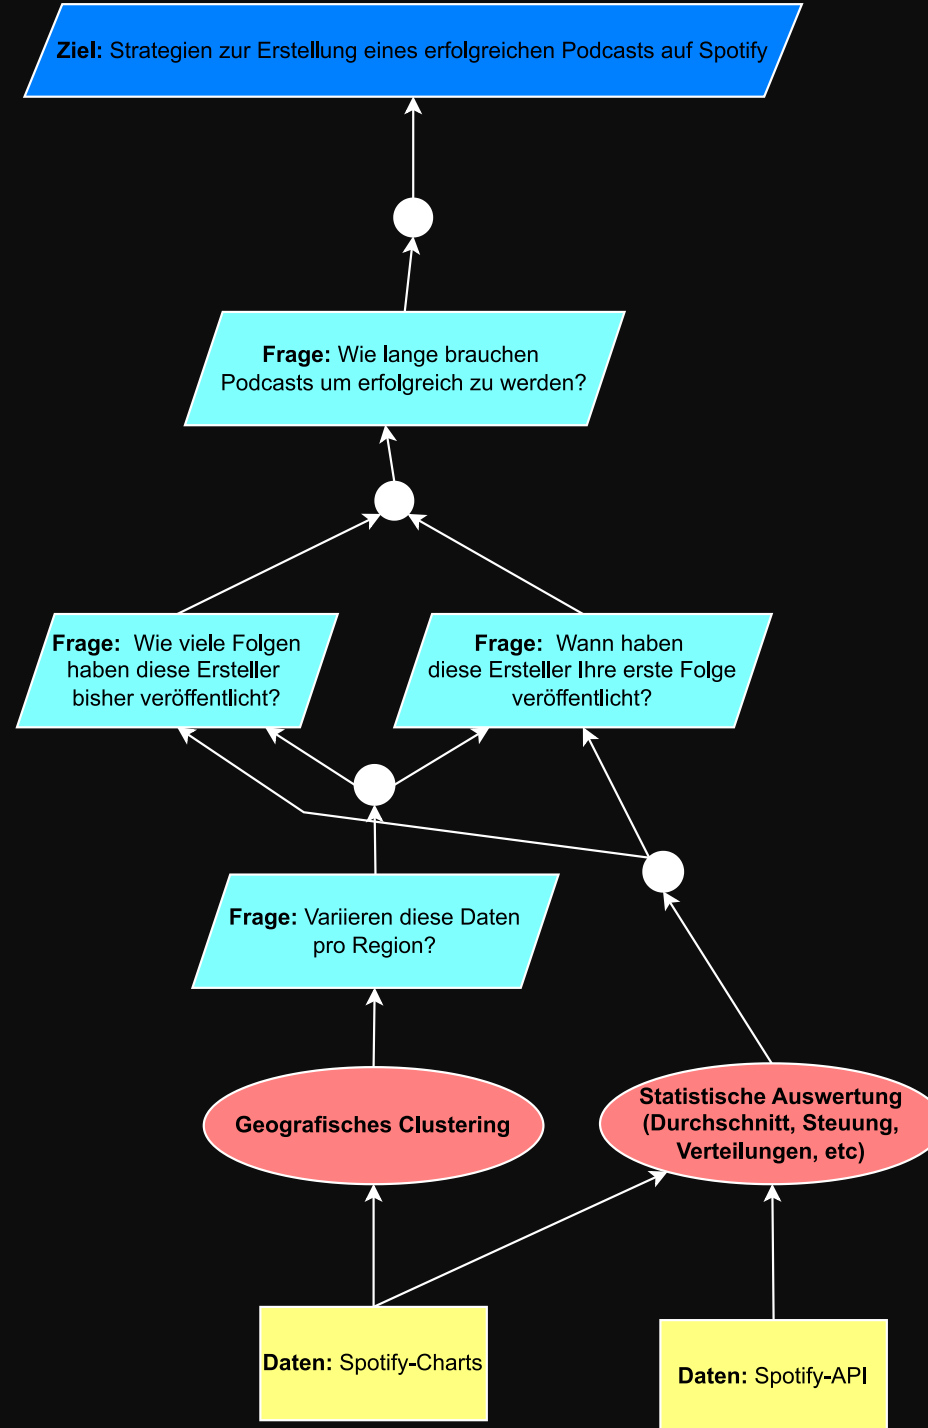 Ziel: Strategien zur Erstellung eines erfolgreichen Podcasts auf Spotify
Frage: Wie lange brauchen
Podcasts um erfolgreich zu werden?
Frage: Wie viele Folgen
haben diese Ersteller
bisher veröffentlicht?
Frage: Wann haben
diese Ersteller Ihre erste Folge
veröffentlicht?
Frage: Variieren diese Daten
pro Region?
Geografisches Clustering
Statistische Auswertung
(Durchschnitt, Steuung,
Verteilungen, etc)
Daten: Spotify-Charts
Daten: Spotify-API